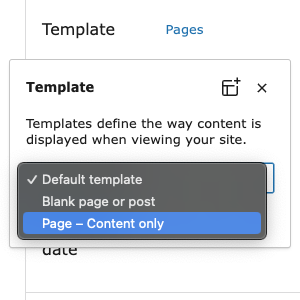 Template Pages
Template
Templates define the way content is
displayed when viewing your site.
✓ Default template
Blank page or post
Page – Content only
date